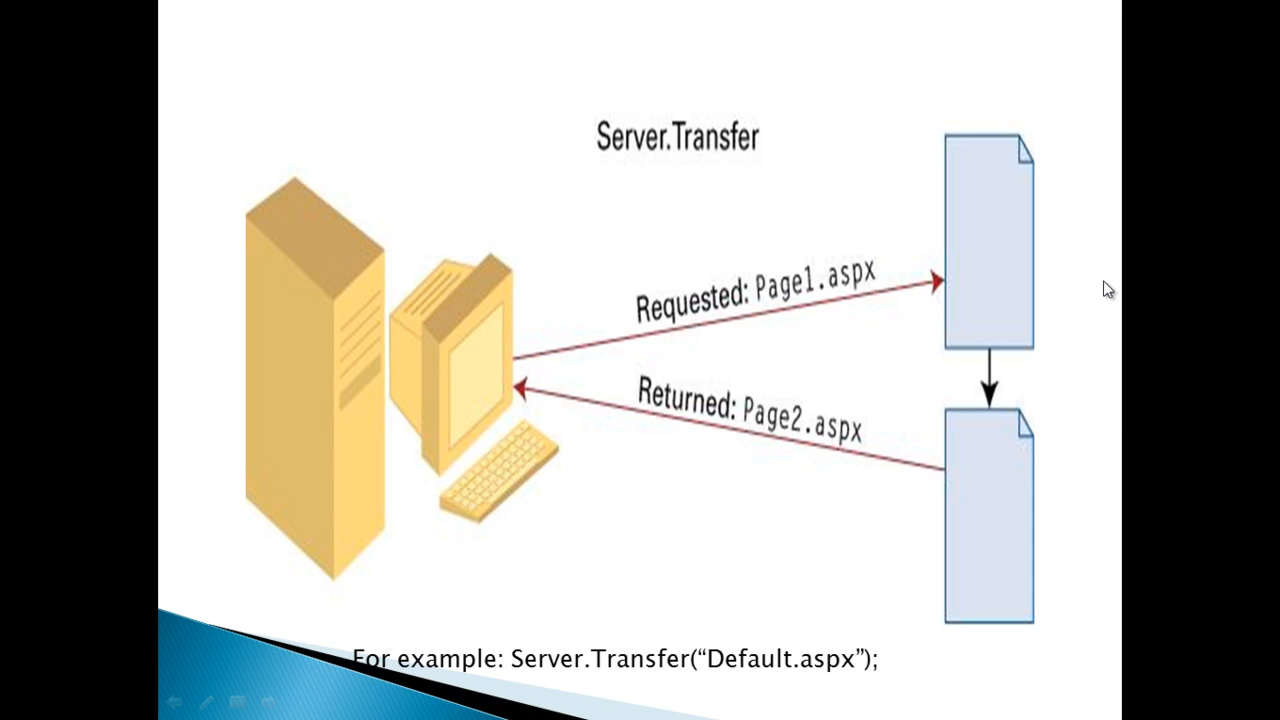 Server.Transfer
Requested: Page1.aspx
Returned: Page2.aspx
For example: Server.Transfer(“Default.aspx”);